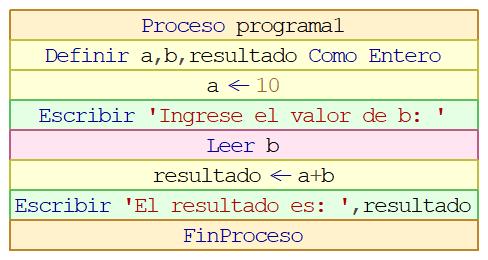 Proceso programa1
Definir a,b,resultado Como Entero
a ← 10
Escribir 'Ingrese el valor de b: '
Leer b
resultado ← a+b
Escribir 'El resultado es: ',resultado
FinProceso